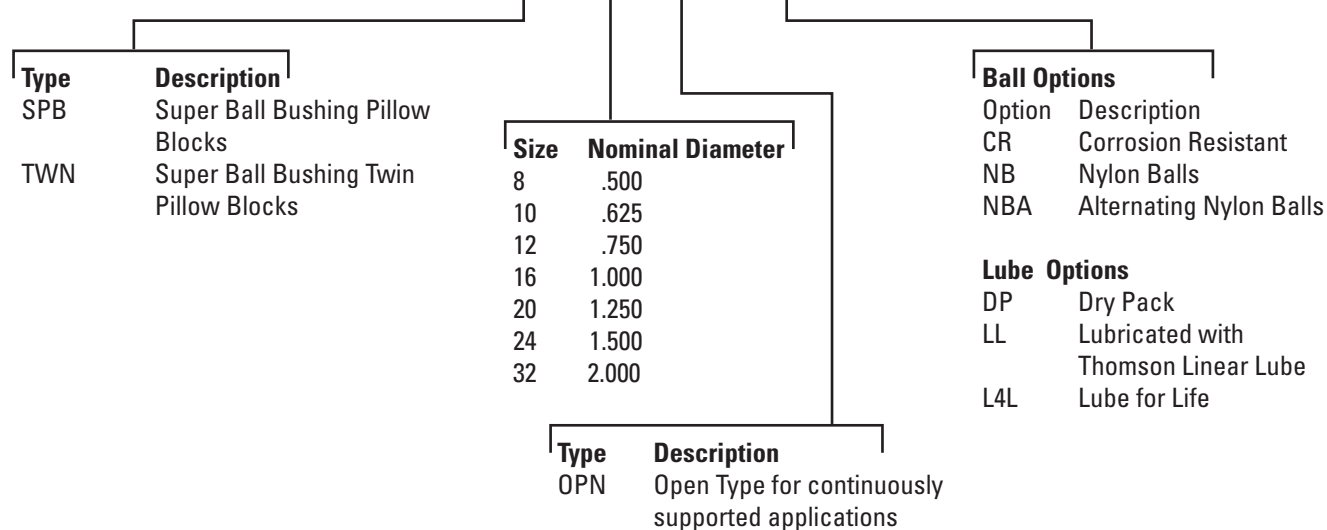 Type Description
SPB Super Ball Bushing Pillow
Blocks
TWN Super Ball Bushing Twin
Pillow Blocks
Size Nominal Diameter
8 .500
10 .625
12 .750
16 1.000
20 1.250
24 1.500
32 2.000
Type Description
OPN Open Type for continuously
supported applications
Ball Options
Option Description
CR Corrosion Resistant
NB Nylon Balls
NBA Alternating Nylon Balls
Lube Options
DP Dry Pack
LL Lubricated with
Thomson Linear Lube
L4L Lube for Life